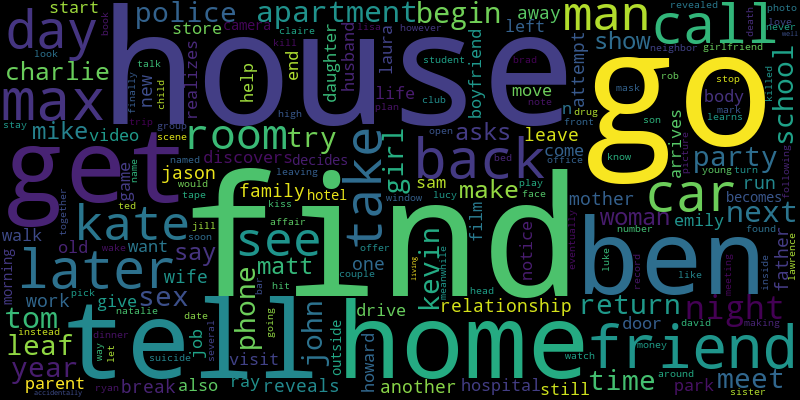 start
police
apartment
begin
away
man
call
revealed
photo
death
day
house
go
store
camera
claire
lisa
however
left
show
never
book
look
kill
husband
laura
daughter
help
end
charlie
realizes
new
child
finally
talk
student
brad
boyfriend
move
attempt
neighbor
girlfriend
love
well
killed
stay
max
trip
group
high
life
club
plan
note
n
drug
body
rob
stop
mask
mark
learns
school
mike
video
scene
room
try
girl
asks
leave
front
son
know
arrives
picture
party
get
game
name
named
discovers
decides
jason
take
back
open
bed
come
office
young
turn
following
would
leaving
family
hotel
sam
make
play
face
mother
car
run
becomes
ted
tape
find
kiss
lucy
window
film
notice
woman
emily
next
together
kate
jill
affair
see
soon
ben
number
found
father
walk
old
want
wake
say
matt
one
offer
kevin
meanwhile
eventually
luke
like
meeting
inside
lawrence
morning
later
wife
phone
bar
couple
living
hit
head
record
work
pick
give
sex
going
drive
relationship
return
night
tom
instead
natalie
date
several
john
outside
tell
home
door
david
making
leaf
dinner
way
let
job
visit
howard
watch
friend
money
year
suicide
time
around
meet
parent
ryan
break
also
ray
reveals
another
hospital
still
park
sister
accidentally